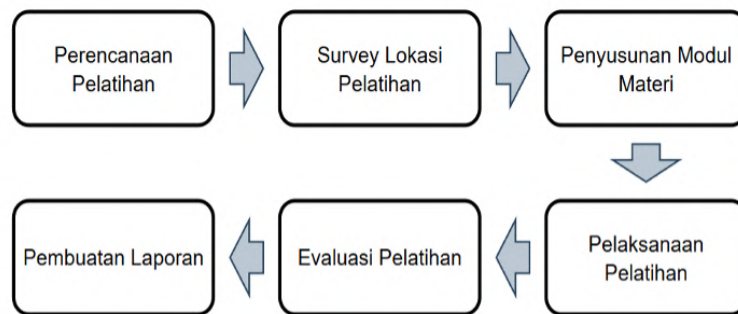 Perencanaan
Pelatihan
Survey Lokasi
Pelatihan
Penyusunan Modul
Materi
Pelaksanaan
Pelatihan
Evaluasi Pelatihan
Pembuatan Laporan